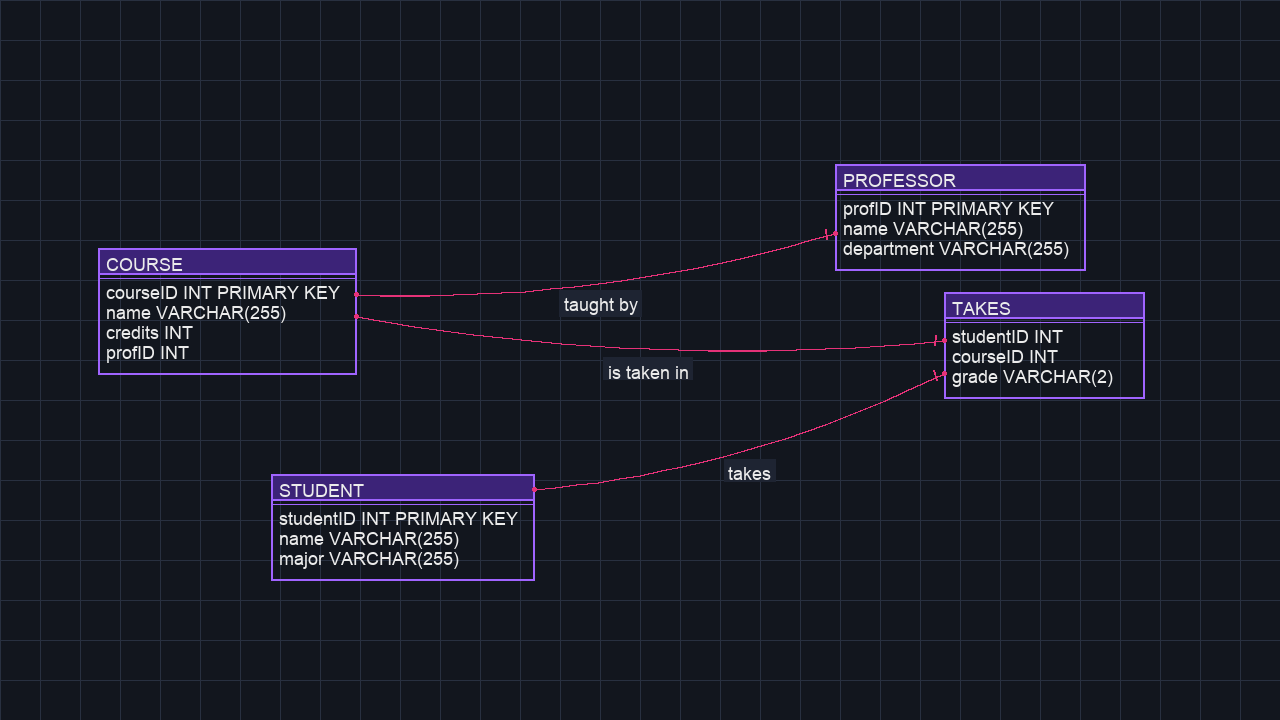 PROFESSOR
profID INT PRIMARY KEY
name VARCHAR(255)
department VARCHAR(255)
COURSE
courseID INT PRIMARY KEY
name VARCHAR(255)
credits INT
profID INT
taught by
TAKES
studentID INT
courseID INT
grade VARCHAR(2)
is taken in
takes
STUDENT
studentID INT PRIMARY KEY
name VARCHAR(255)
major VARCHAR(255)